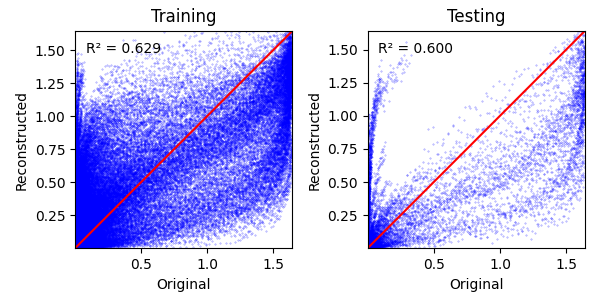 Training
R² = 0.629
Reconstructed
1.50
1.25
1.00
0.75
0.50
0.25
0.5
1.0
1.5
Original
Testing
R² = 0.600
Reconstructed
1.50
1.25
1.00
0.75
0.50
0.25
0.5
1.0
1.5
Original